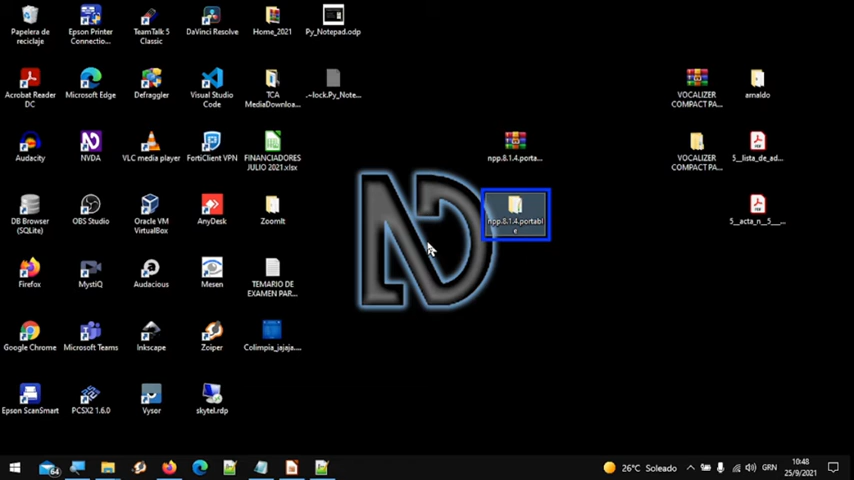 Papelera de
reciclaje
Epson Printer
Connectio...
TeamTalk 5
Classic
DaVinci Resolve
Home_2021
Py_Notepad.odp
Acrobat Reader
DC
Microsoft Edge
Defraggler
Visual Studio
Code
TCA
MediaDownloa...
.~lock.Py_Note...
VOCALIZER
COMPACT PA...
arnaldo
Audacity
NVDA
VLC media player
FortiClient VPN
FINANCIADORES
JULIO 2021.xlsx
npp.8.1.4.porta...
VOCALIZER
COMPACT PA...
5__lista_de_ad...
DB Browser
(SQLite)
OBS Studio
Oracle VM
VirtualBox
AnyDesk
ZoomIt
npp.8.1.4.portabl
e
5__acta_n__5___...
Firefox
MystiQ
Audacious
Mesen
TEMARIO DE
EXAMEN PAR...
Google Chrome
Microsoft Teams
Inkscape
Zoiper
Colimpia_jajaja....
Epson ScanSmart
PCSX2 1.6.0
Vysor
skytel.rdp
64
26°C Soleado
GRN
10:48
25/9/2021